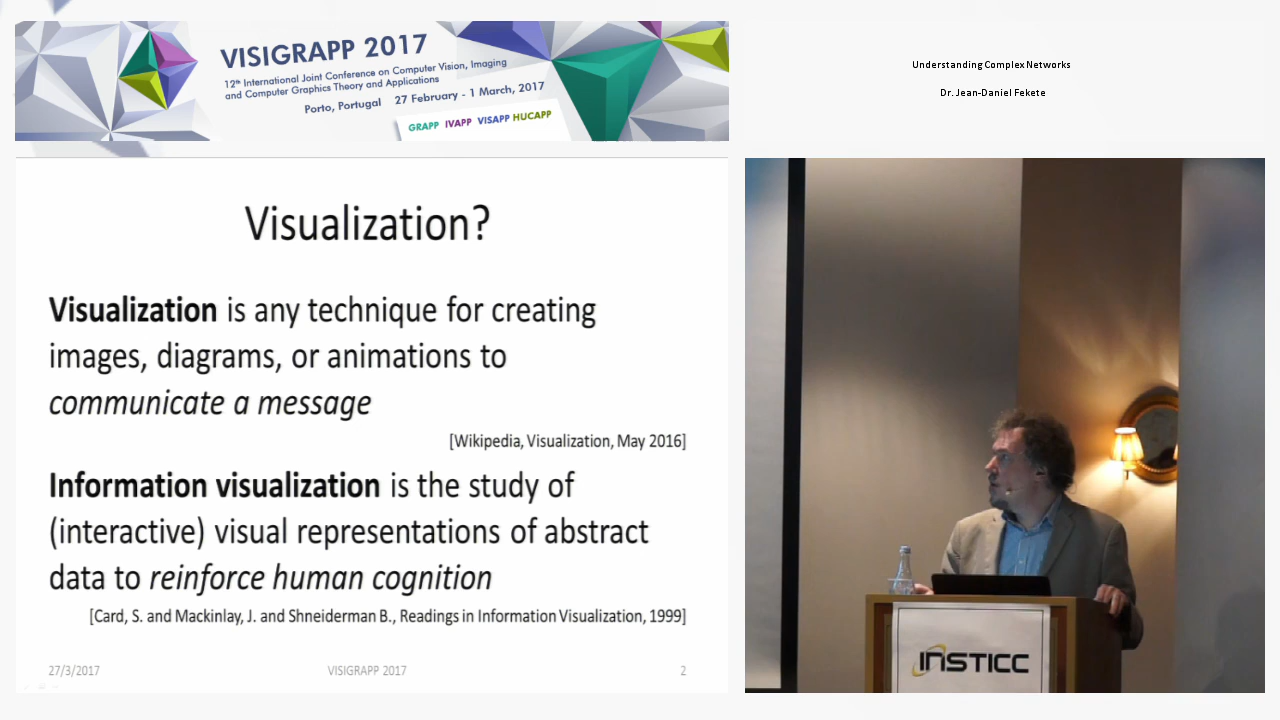 VISIGRAPP 2017
12th International Joint Conference on Computer Vision, Imaging
and Computer Graphics Theory and Applications
Porto, Portugal 27 February - 1 March, 2017
GRAPP IVAPP VISAPP HUCAPP
Understanding Complex Networks
Dr. Jean-Daniel Fekete
Visualization?
Visualization is any technique for creating
images, diagrams, or animations to
communicate a message
[Wikipedia, Visualization, May 2016]
Information visualization is the study of
(interactive) visual representations of abstract
data to reinforce human cognition
[Card, S. and Mackinlay, J. and Shneiderman B., Readings in Information Visualization, 1999]
27/3/2017 VISIGRAPP 2017 2
INSTICC